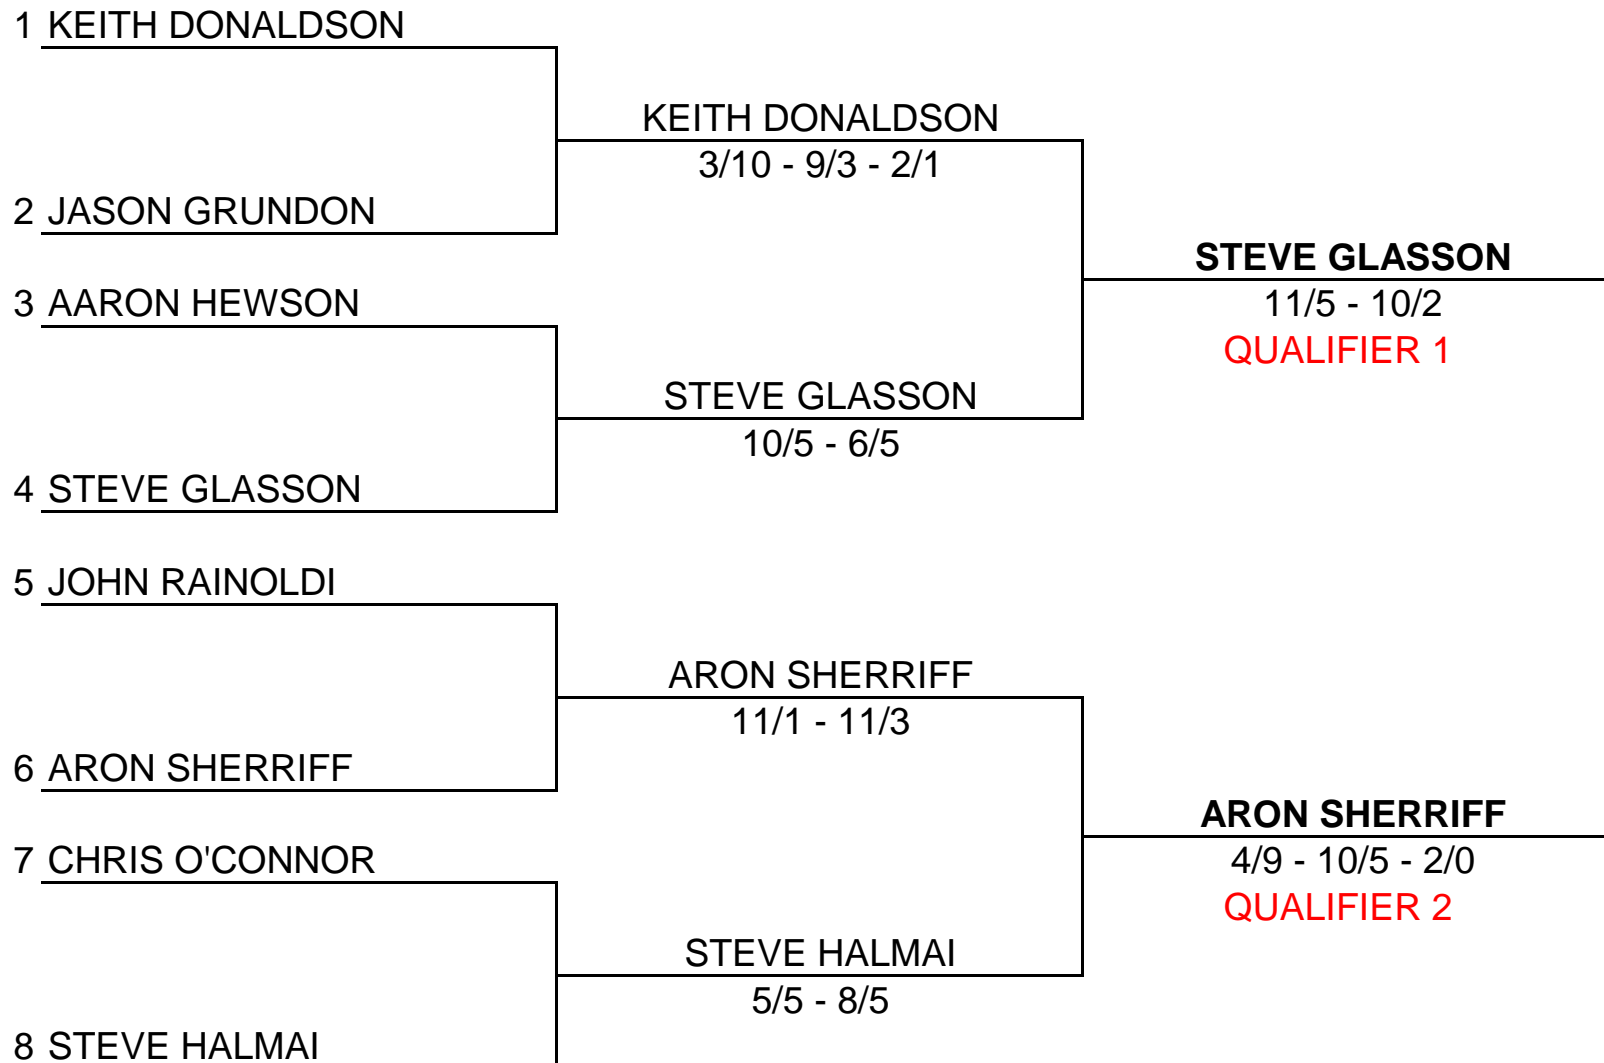 1 KEITH DONALDSON
KEITH DONALDSON
3/10 - 9/3 - 2/1
2 JASON GRUNDON
STEVE GLASSON
11/5 - 10/2
QUALIFIER 1
3 AARON HEWSON
STEVE GLASSON
10/5 - 6/5
4 STEVE GLASSON
5 JOHN RAINOLDI
ARON SHERRIFF
11/1 - 11/3
6 ARON SHERRIFF
ARON SHERRIFF
4/9 - 10/5 - 2/0
QUALIFIER 2
7 CHRIS O'CONNOR
STEVE HALMAI
5/5 - 8/5
8 STEVE HALMAI